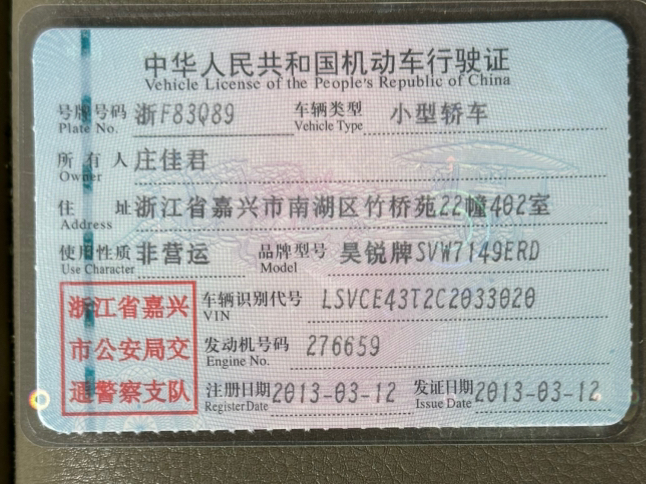 中华人民共和国机动车行驶证
Vehicle License of the People's Republic of China
号牌号码 浙F83Q89 车辆类型 小型轿车
Plate No. Vehicle Type
所有人 庄佳君
Owner
住址 浙江省嘉兴市南湖区竹桥苑22幢402室
Address
使用性质 非营运 品牌型号 昊锐牌SVW7149ERD
Use Character Model
浙江省嘉兴
市公安局交
通警察支队
车辆识别代号 LSVCE43T2C2033020
VIN
发动机号码 276659
Engine No.
注册日期 2013-03-12 发证日期 2013-03-12
Register Date Issue Date